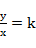 y/x = k